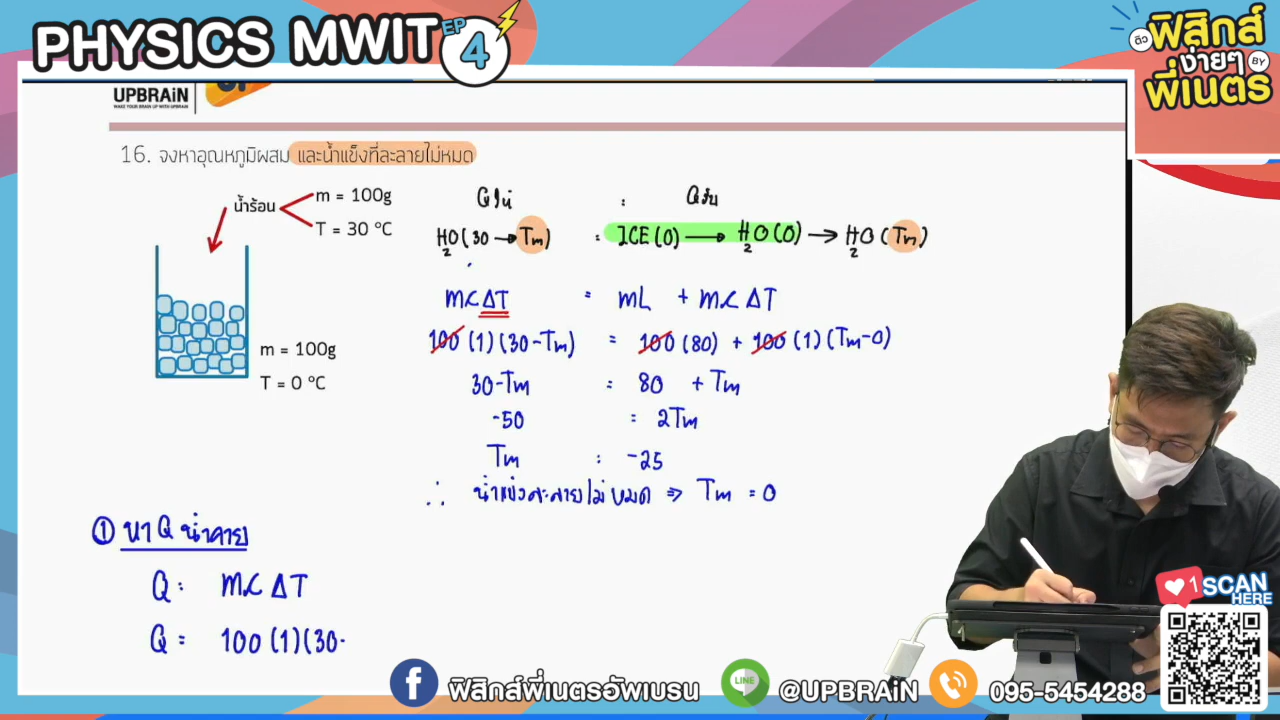 PHYSICS MWIT EP 4
ติว ฟิสิกส์
ง่ายๆ BY
พี่เนตร
UPBRAiN
MAKE YOUR BRAIN UP WITH UPBRAIN
16. จงหาอุณหภูมิผสม และน้ำแข็งที่ละลายไม่หมด
น้ำร้อน
m = 100g
T = 30 °C
m = 100g
T = 0 °C
Qให้ : Qรับ
H₂O(30 → Tm) = ICE(0) → H₂O(0) → H₂O(Tm)
mcΔT = mL + mcΔT
100(1)(30-Tm) = 100(80) + 100(1)(Tm-0)
30-Tm = 80 + Tm
-50 = 2Tm
Tm = -25
∴ น้ำแข็งละลายไม่หมด ⇒ Tm = 0
① หา Q น้ำคาย
Q = mcΔT
Q = 100(1)(30-
1 SCAN
HERE
ฟิสิกส์พี่เนตรอัพเบรน
LINE
@UPBRAiN
095-5454288